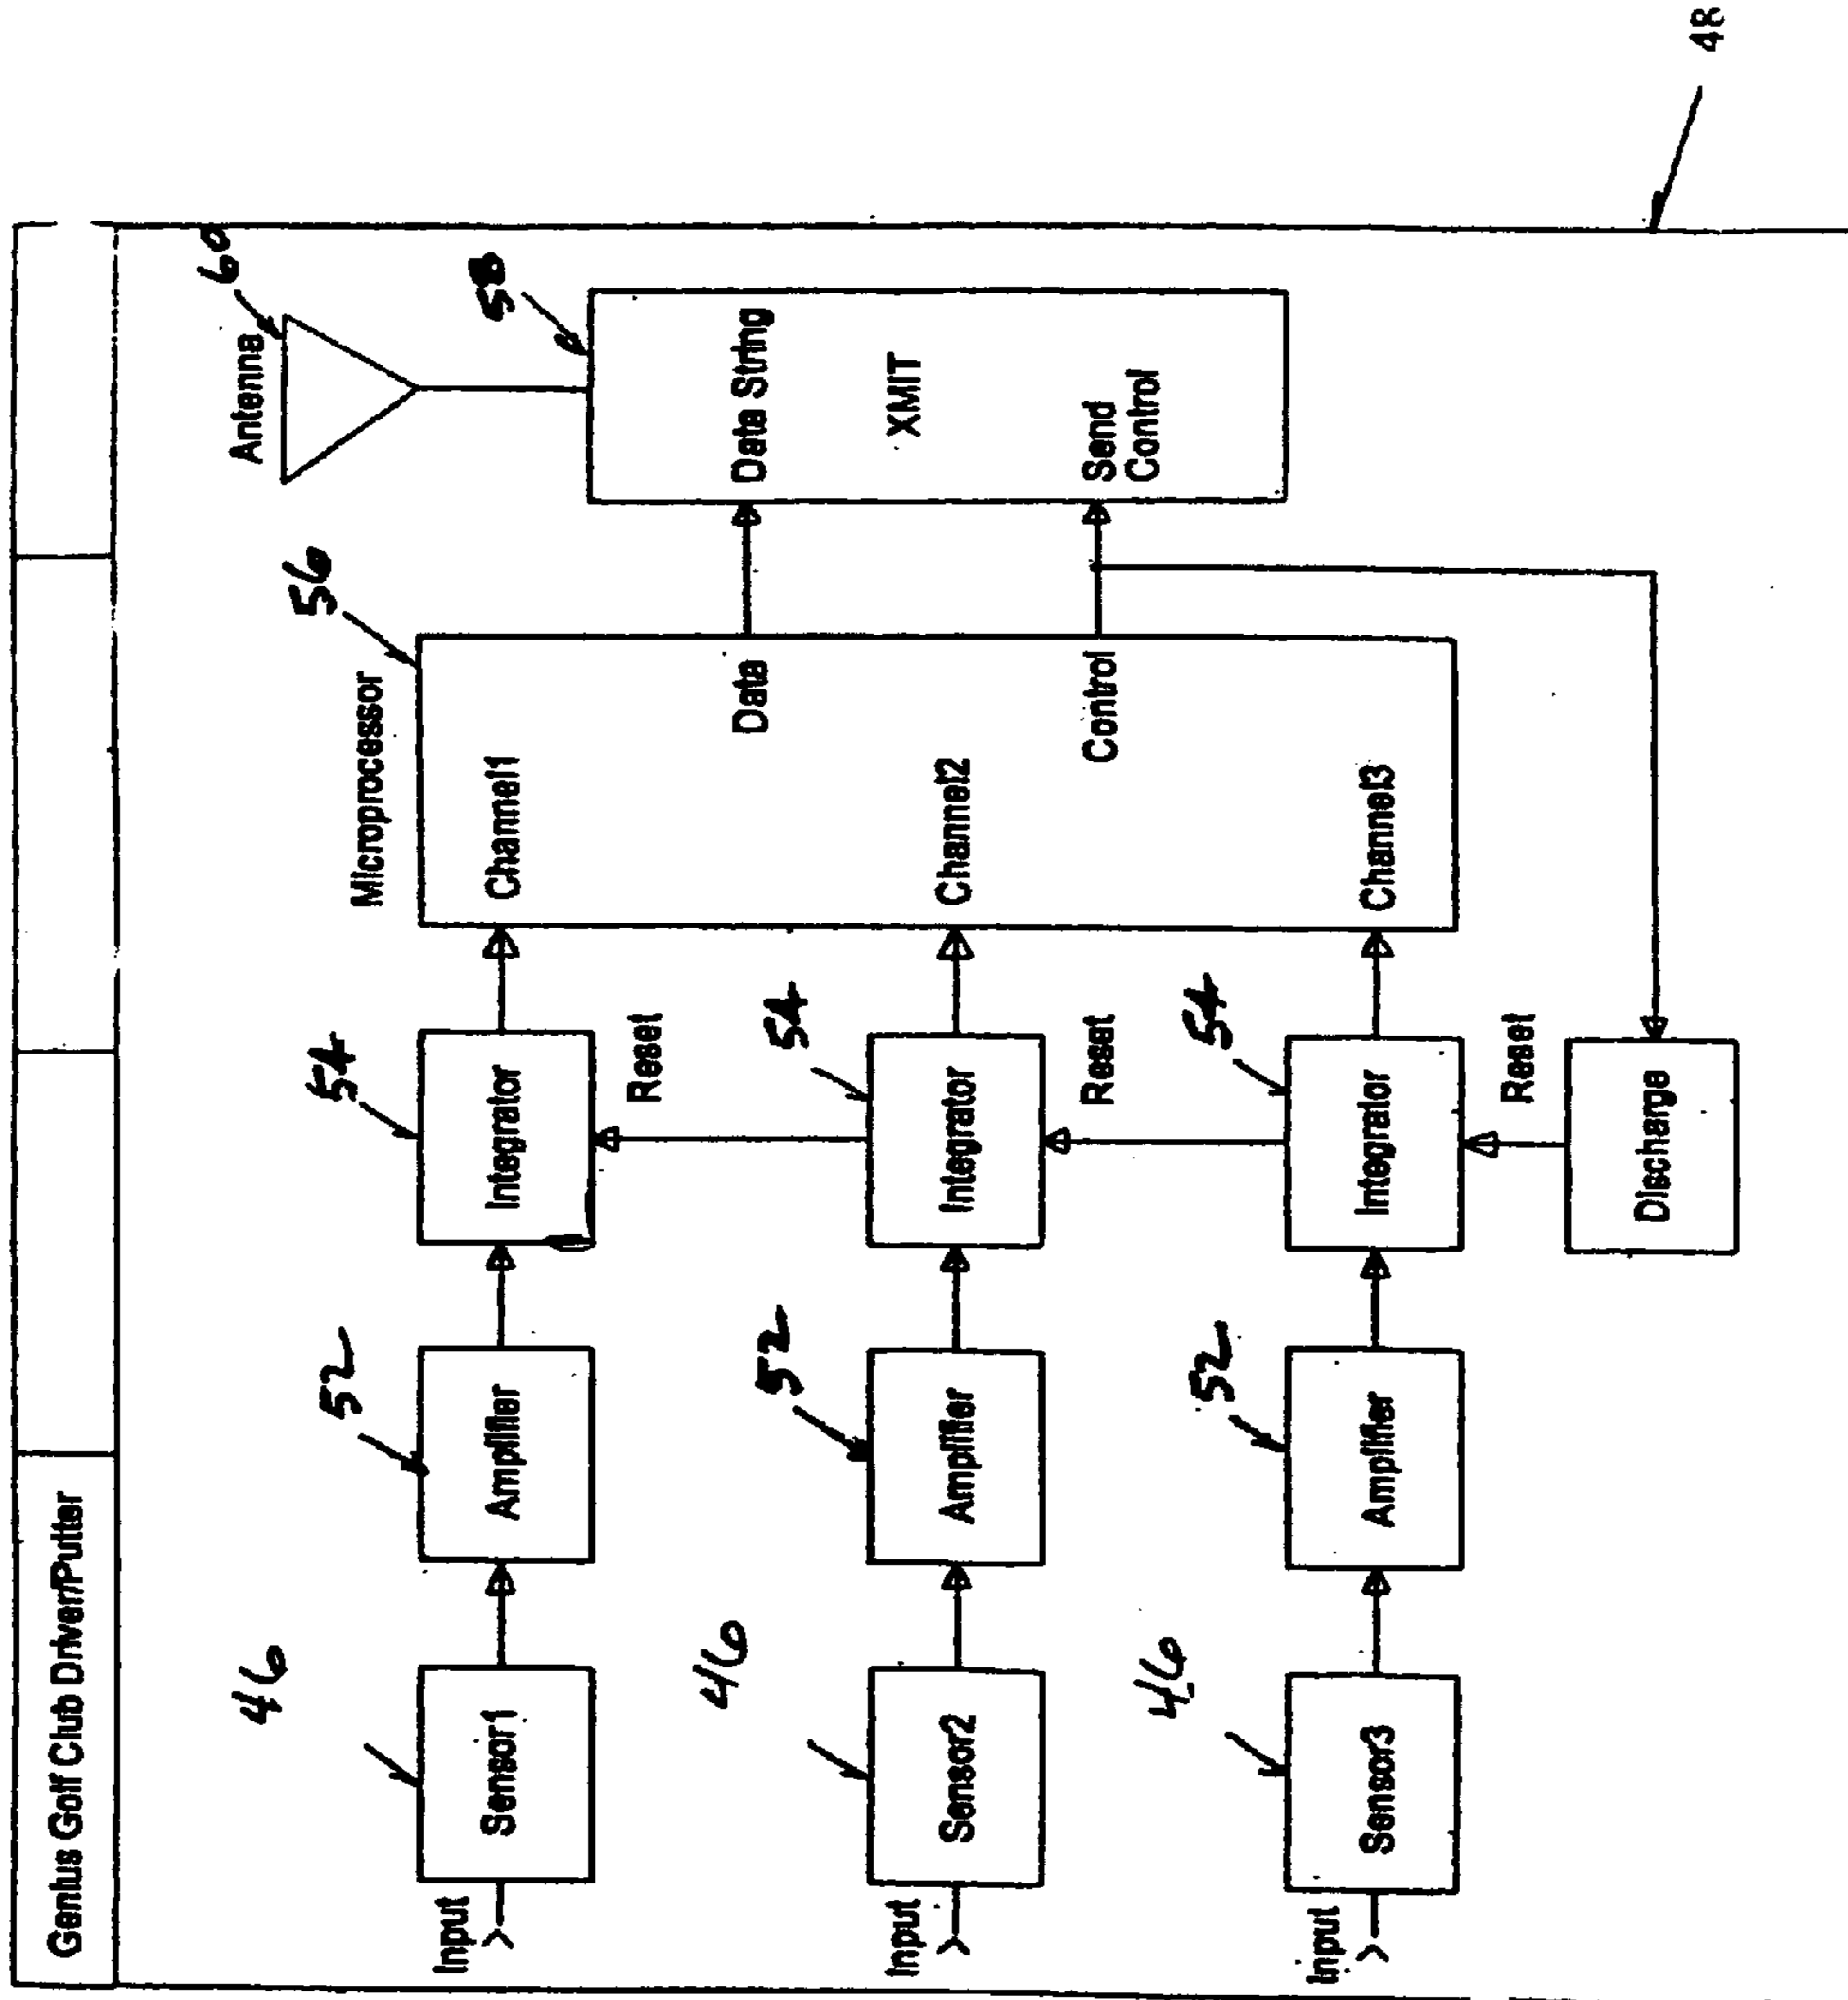 Genius Golf Club Driver/Putter
Antenna
60
Microprocessor
56
58
46
52
54
Input
Sensor1
Amplifier
Integrator
Channel1
Reset
Data
Data String
XMIT
46
52
54
Input
Sensor2
Amplifier
Integrator
Channel2
Reset
Control
Send
Control
46
52
54
Input
Sensor3
Amplifier
Integrator
Channel3
Reset
Discharge
48